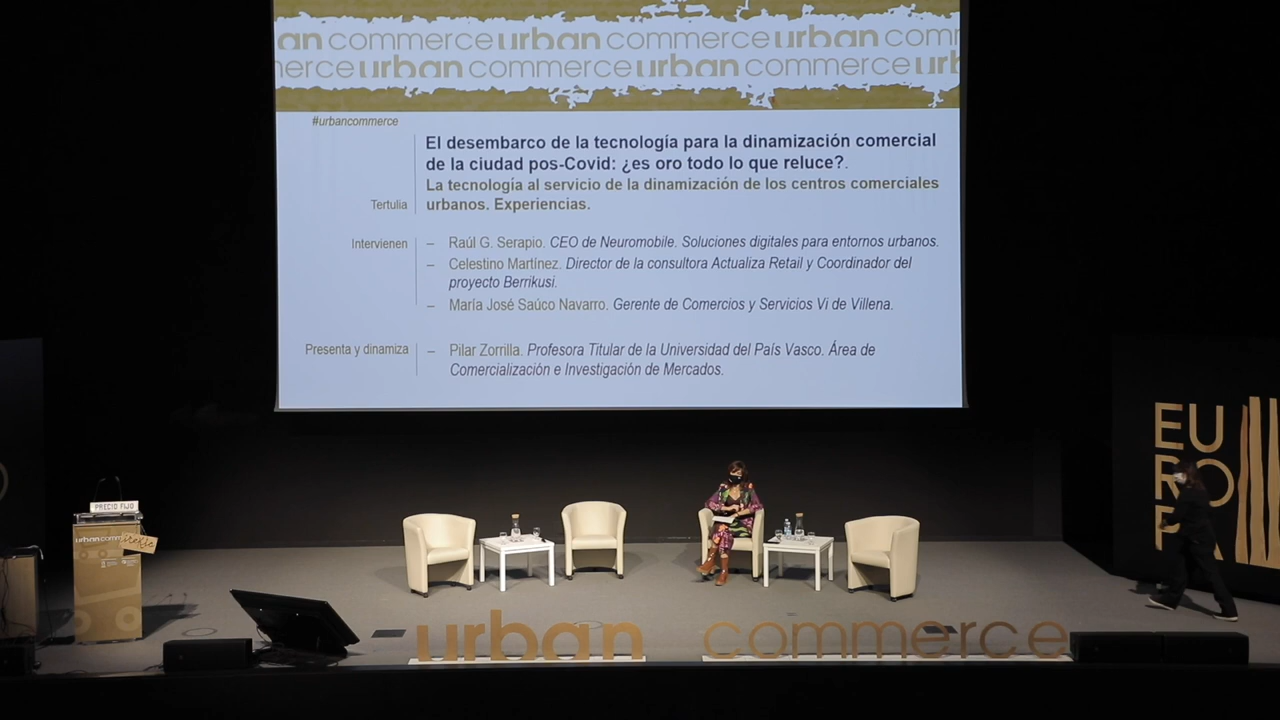 an commerce urban commerce urban comm
erce urban commerce urban commerce ur
#urbancommerce
El desembarco de la tecnología para la dinamización comercial
de la ciudad pos-Covid: ¿es oro todo lo que reluce?.
La tecnología al servicio de la dinamización de los centros comerciales
urbanos. Experiencias.
Tertulia
Intervienen
– Raúl G. Serapio. CEO de Neuromobile. Soluciones digitales para entornos urbanos.
– Celestino Martínez. Director de la consultora Actualiza Retail y Coordinador del
proyecto Berrikusi.
– María José Saúco Navarro. Gerente de Comercios y Servicios Vi de Villena.
Presenta y dinamiza
– Pilar Zorrilla. Profesora Titular de la Universidad del País Vasco. Área de
Comercialización e Investigación de Mercados.
EU
RO
PA
PRECIO FIJO
urban comm
urban commerce